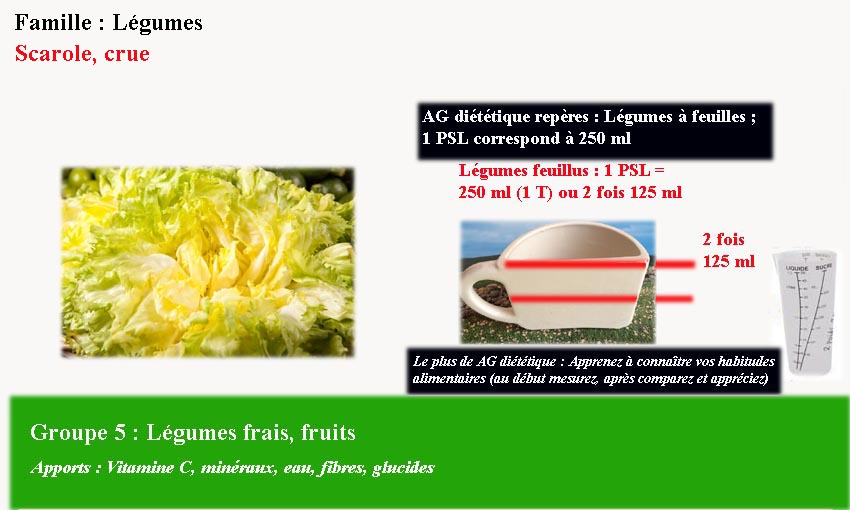 Famille : Légumes
Scarole, crue
AG diététique repères : Légumes à feuilles ;
1 PSL correspond à 250 ml
Légumes feuillus : 1 PSL =
250 ml (1 T) ou 2 fois 125 ml
2 fois
125 ml
LIQUIDE SUCRE
Le plus de AG diététique : Apprenez à connaître vos habitudes
alimentaires (au début mesurez, après comparez et appréciez)
Groupe 5 : Légumes frais, fruits
Apports : Vitamine C, minéraux, eau, fibres, glucides